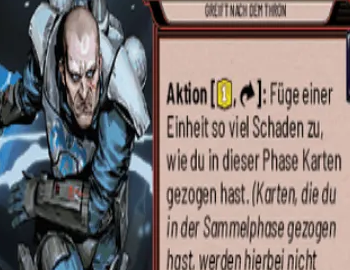 GREIFT NACH DEM THRON
Aktion [1, ]: Füge einer
Einheit so viel Schaden zu,
wie du in dieser Phase Karten
gezogen hast. (Karten, die du
in der Sammelphase gezogen
hast, werden hierbei nicht